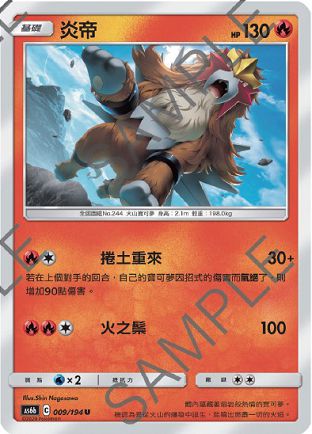 SAMPLE
基礎 炎帝 HP130
全国圖鑑No.244 火山寶可夢 身高：2.1m 體重：198.0kg
捲土重來 30+
若在上個對手的回合，自己的寶可夢因招式的傷害而氣絕了，則
增加90點傷害。
火之鬃 100
弱點 ×2 抵抗力 撤退
Illus.Shin Nagasawa
AS6b C 009/194 U